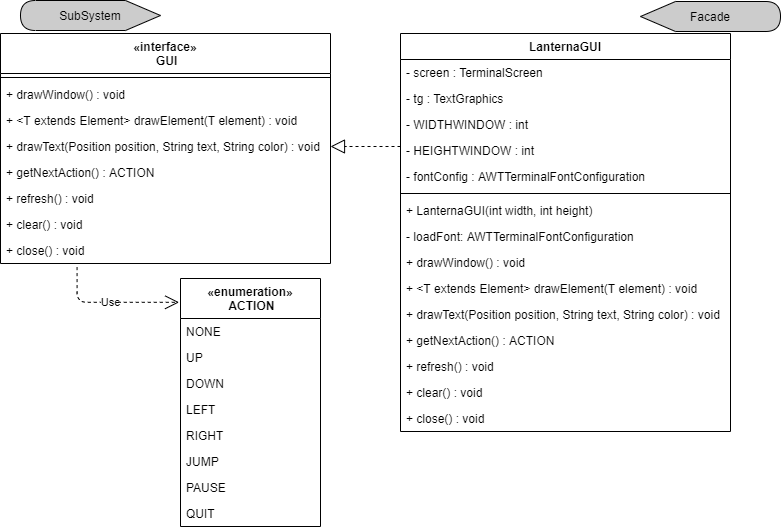 SubSystem
«interface»
GUI
+ drawWindow() : void
+ <T extends Element> drawElement(T element) : void
+ drawText(Position position, String text, String color) : void
+ getNextAction() : ACTION
+ refresh() : void
+ clear() : void
+ close() : void
Use
«enumeration»
ACTION
NONE
UP
DOWN
LEFT
RIGHT
JUMP
PAUSE
QUIT
Facade
LanternaGUI
- screen : TerminalScreen
- tg : TextGraphics
- WIDTHWINDOW : int
- HEIGHTWINDOW : int
- fontConfig : AWTTerminalFontConfiguration
+ LanternaGUI(int width, int height)
- loadFont: AWTTerminalFontConfiguration
+ drawWindow() : void
+ <T extends Element> drawElement(T element) : void
+ drawText(Position position, String text, String color) : void
+ getNextAction() : ACTION
+ refresh() : void
+ clear() : void
+ close() : void